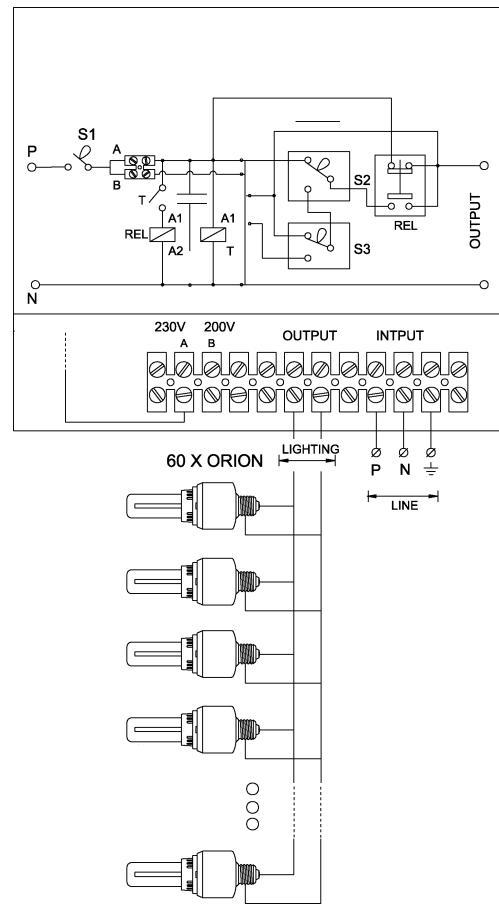 S1
P
A
B
T
A1
REL
A2
A1
T
S2
S3
REL
OUTPUT
N
230V 200V OUTPUT INTPUT
A B
LIGHTING
60 X ORION
P N
LINE